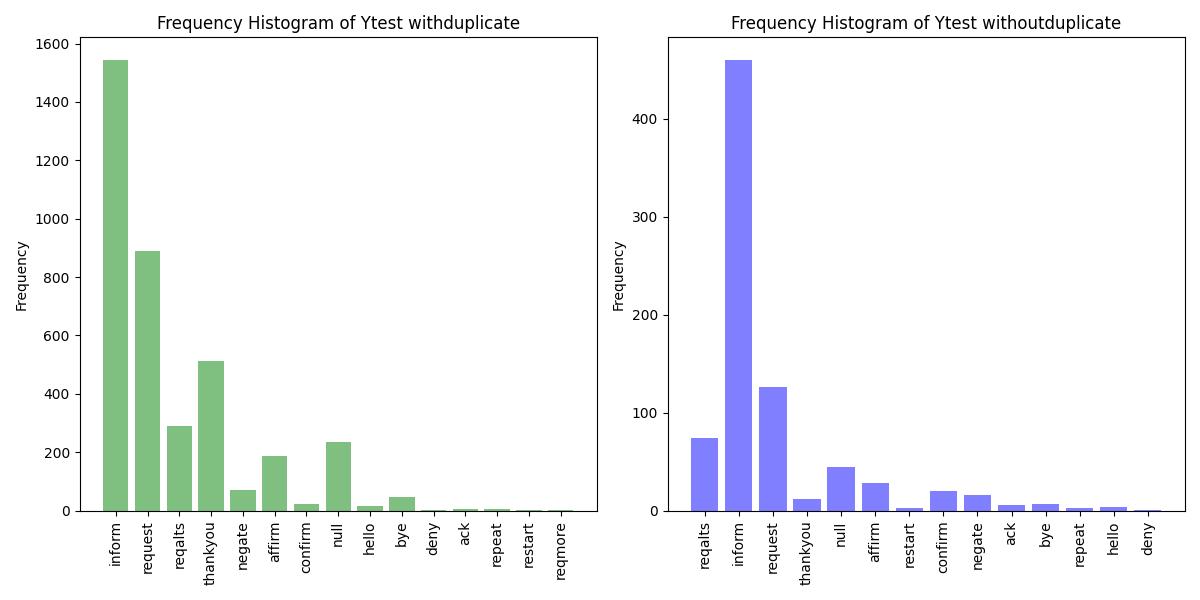 Frequency Histogram of Ytest withduplicate
1600
1400
1200
1000
800
600
400
200
0
Frequency
inform
request
reqalts
thankyou
negate
affirm
confirm
null
hello
bye
deny
ack
repeat
restart
reqmore
Frequency Histogram of Ytest withoutduplicate
400
300
200
100
0
Frequency
reqalts
inform
request
thankyou
null
affirm
restart
confirm
negate
ack
bye
repeat
hello
deny